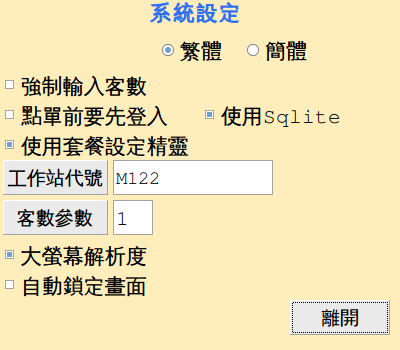 系統設定
繁體 簡體
強制輸入客數
點單前要先登入 使用Sqlite
使用套餐設定精靈
工作站代號 M122
客數參數 1
大螢幕解析度
自動鎖定畫面
離開